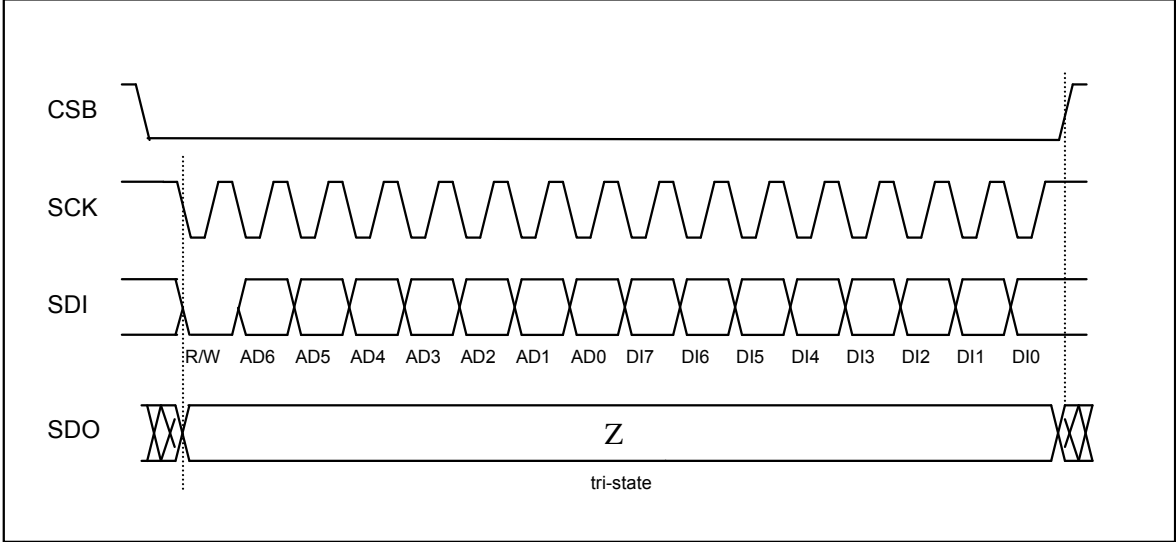 CSB
SCK
SDI
R/W AD6 AD5 AD4 AD3 AD2 AD1 AD0 DI7 DI6 DI5 DI4 DI3 DI2 DI1 DI0
SDO
Z
tri-state